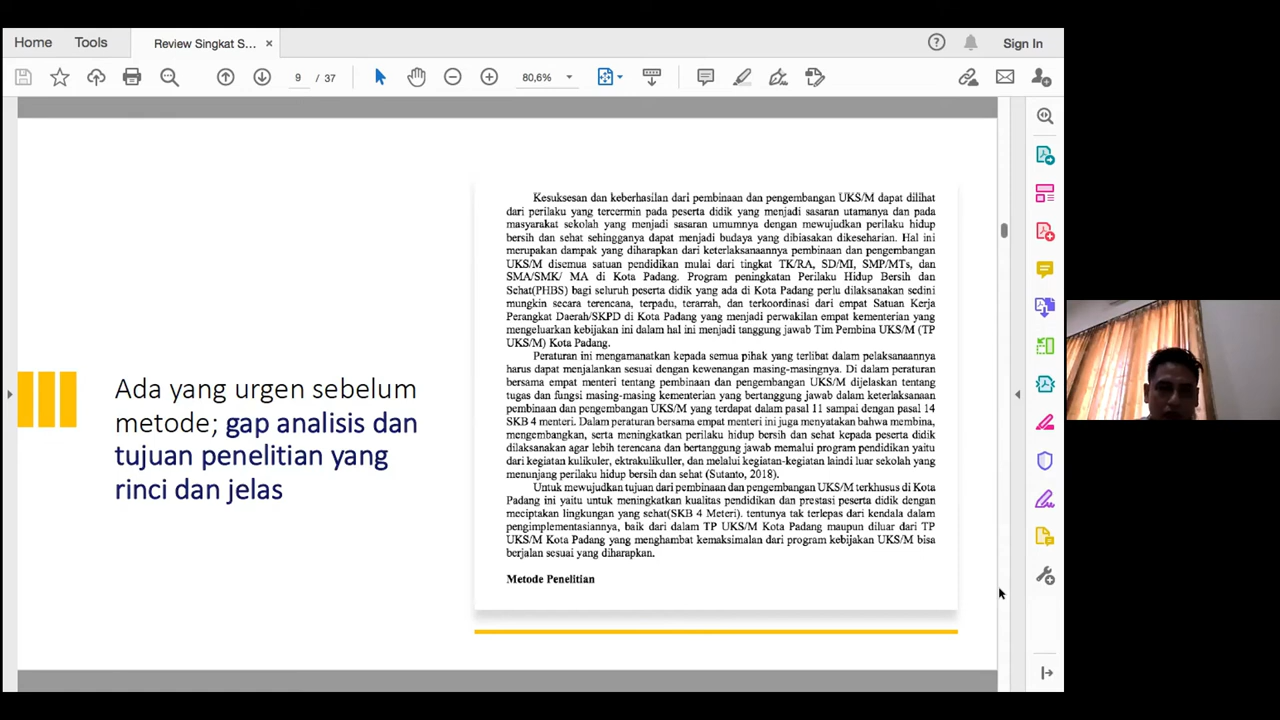 Home Tools Review Singkat S... × Sign In
9 / 37 80,6%
Ada yang urgen sebelum
metode; gap analisis dan
tujuan penelitian yang
rinci dan jelas
Kesuksesan dan keberhasilan dari pembinaan dan pengembangan UKS/M dapat dilihat
dari perilaku yang tercermin pada peserta didik yang menjadi sasaran utamanya dan pada
masyarakat sekolah yang menjadi sasaran umumnya dengan mewujudkan perilaku hidup
bersih dan sehat sehingganya dapat menjadi budaya yang dibiasakan dikeseharian. Hal ini
merupakan dampak yang diharapkan dari keterlaksanaannya pembinaan dan pengembangan
UKS/M disemua satuan pendidikan mulai dari tingkat TK/RA, SD/MI, SMP/MTs, dan
SMA/SMK/ MA di Kota Padang. Program peningkatan Perilaku Hidup Bersih dan
Sehat(PHBS) bagi seluruh peserta didik yang ada di Kota Padang perlu dilaksanakan sedini
mungkin secara terencana, terpadu, terarrah, dan terkoordinasi dari empat Satuan Kerja
Perangkat Daerah/SKPD di Kota Padang yang menjadi perwakilan empat kementerian yang
mengeluarkan kebijakan ini dalam hal ini menjadi tanggung jawab Tim Pembina UKS/M (TP
UKS/M) Kota Padang.
Peraturan ini mengamanatkan kepada semua pihak yang terlibat dalam pelaksanaannya
harus dapat menjalankan sesuai dengan kewenangan masing-masingnya. Di dalam peraturan
bersama empat menteri tentang pembinaan dan pengembangan UKS/M dijelaskan tentang
tugas dan fungsi masing-masing kementerian yang bertanggung jawab dalam keterlaksanaan
pembinaan dan pengembangan UKS/M yang terdapat dalam pasal 11 sampai dengan pasal 14
SKB 4 menteri. Dalam peraturan bersama empat menteri ini juga menyatakan bahwa membina,
mengembangkan, serta meningkatkan perilaku hidup bersih dan sehat kepada peserta didik
dilaksanakan agar lebih terencana dan bertanggung jawab memalui program pendidikan yaitu
dari kegiatan kulikuler, ektrakulikuller, dan melalui kegiatan-kegiatan laindi luar sekolah yang
menunjang perilaku hidup bersih dan sehat (Sutanto, 2018).
Untuk mewujudkan tujuan dari pembinaan dan pengembangan UKS/M terkhusus di Kota
Padang ini yaitu untuk meningkatkan kualitas pendidikan dan prestasi peserta didik dengan
meciptakan lingkungan yang sehat(SKB 4 Meteri). tentunya tak terlepas dari kendala dalam
pengimplementasiannya, baik dari dalam TP UKS/M Kota Padang maupun diluar dari TP
UKS/M Kota Padang yang menghambat kemaksimalan dari program kebijakan UKS/M bisa
berjalan sesuai yang diharapkan.
Metode Penelitian